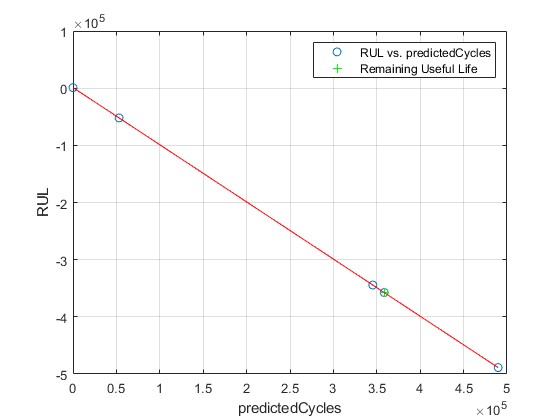 ×10^5
1
0
-1
-2
-3
-4
-5
RUL
RUL vs. predictedCycles
Remaining Useful Life
0 0.5 1 1.5 2 2.5 3 3.5 4 4.5 5
predictedCycles
×10^5